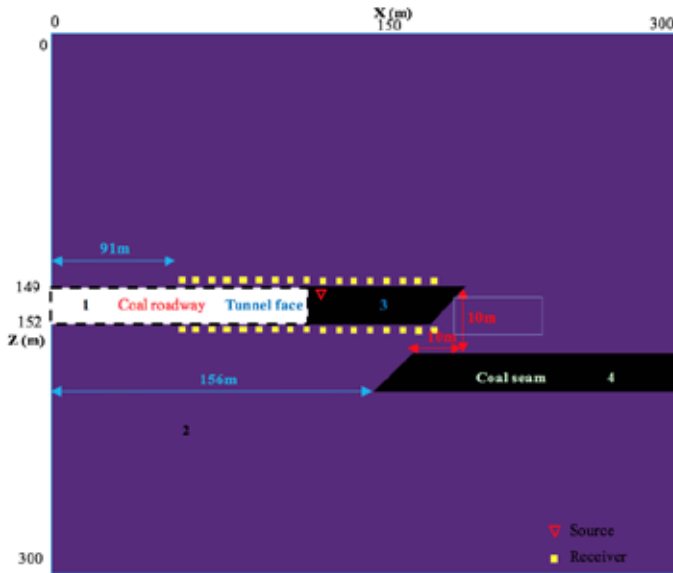 X (m)
0 150 300
0
91m
149
1 Coal roadway Tunnel face 3
10m
152
Z (m)
10m
156m
Coal seam 4
2
Source
Receiver
300